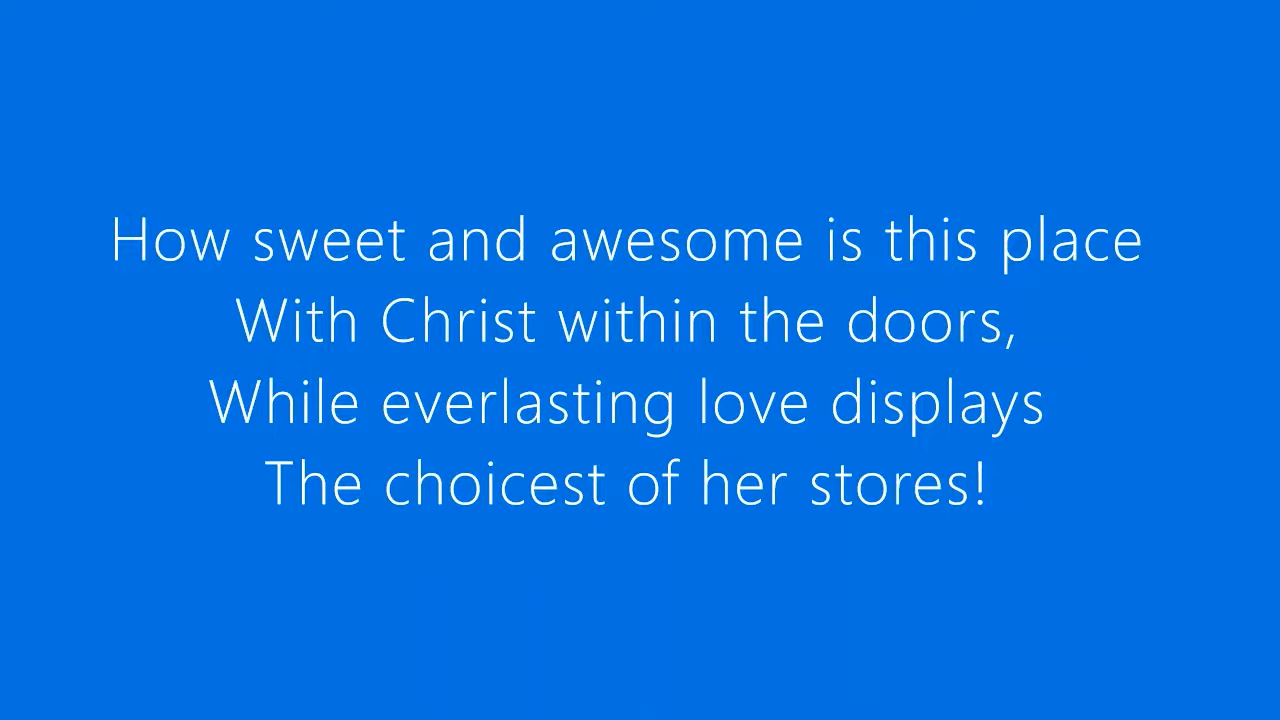 How sweet and awesome is this place
With Christ within the doors,
While everlasting love displays
The choicest of her stores!